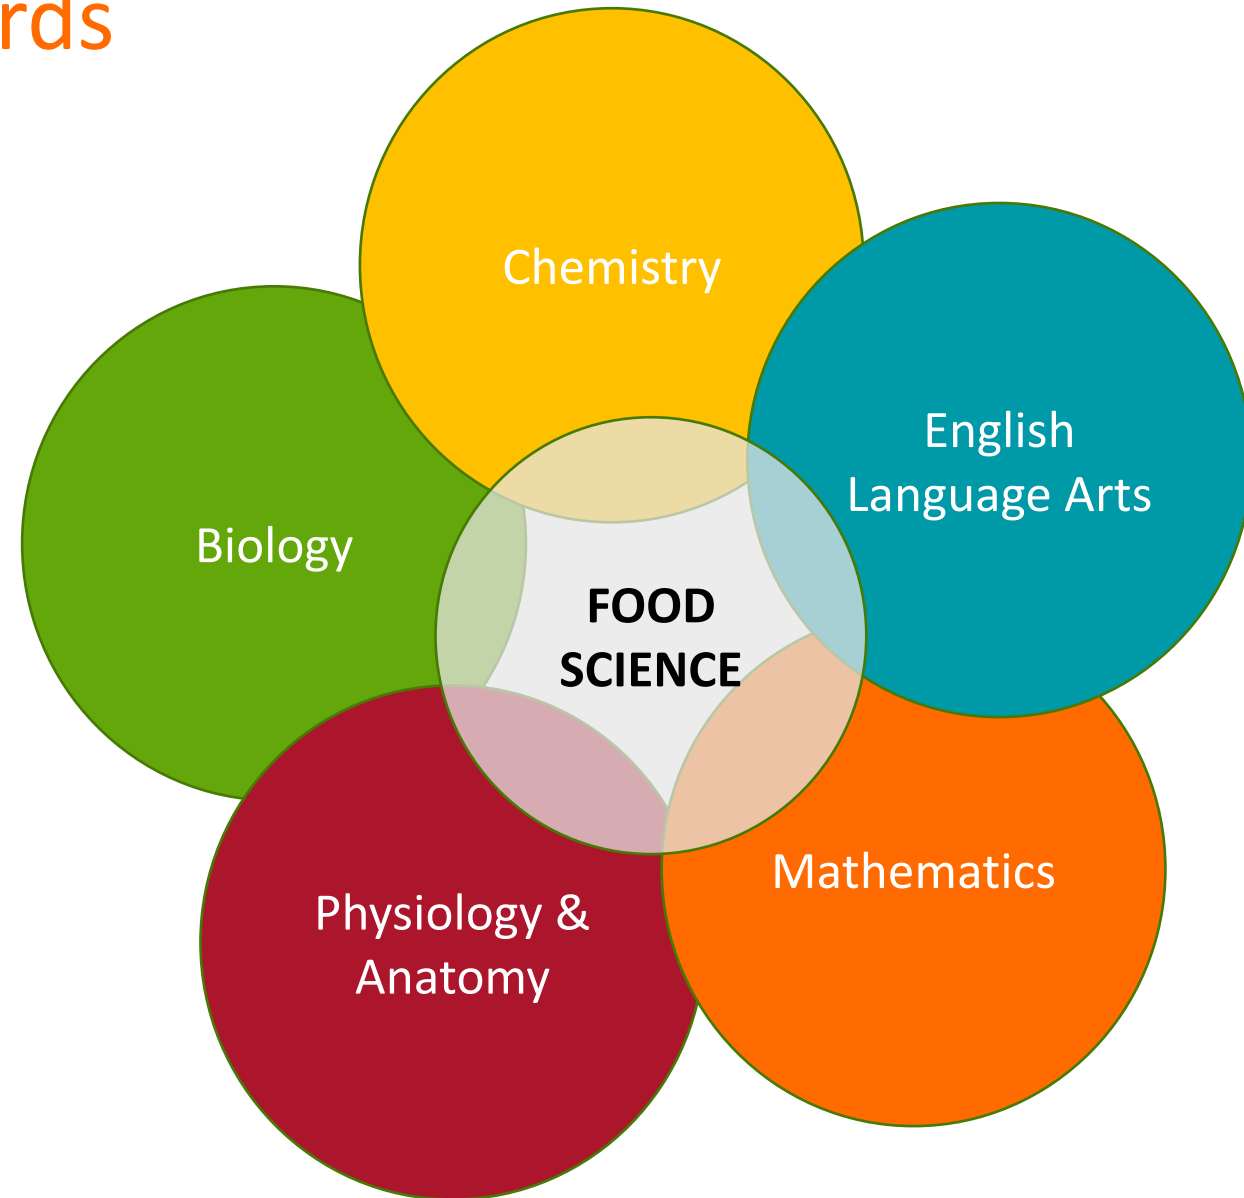 rds
Chemistry
English
Language Arts
Biology
FOOD
SCIENCE
Mathematics
Physiology &
Anatomy